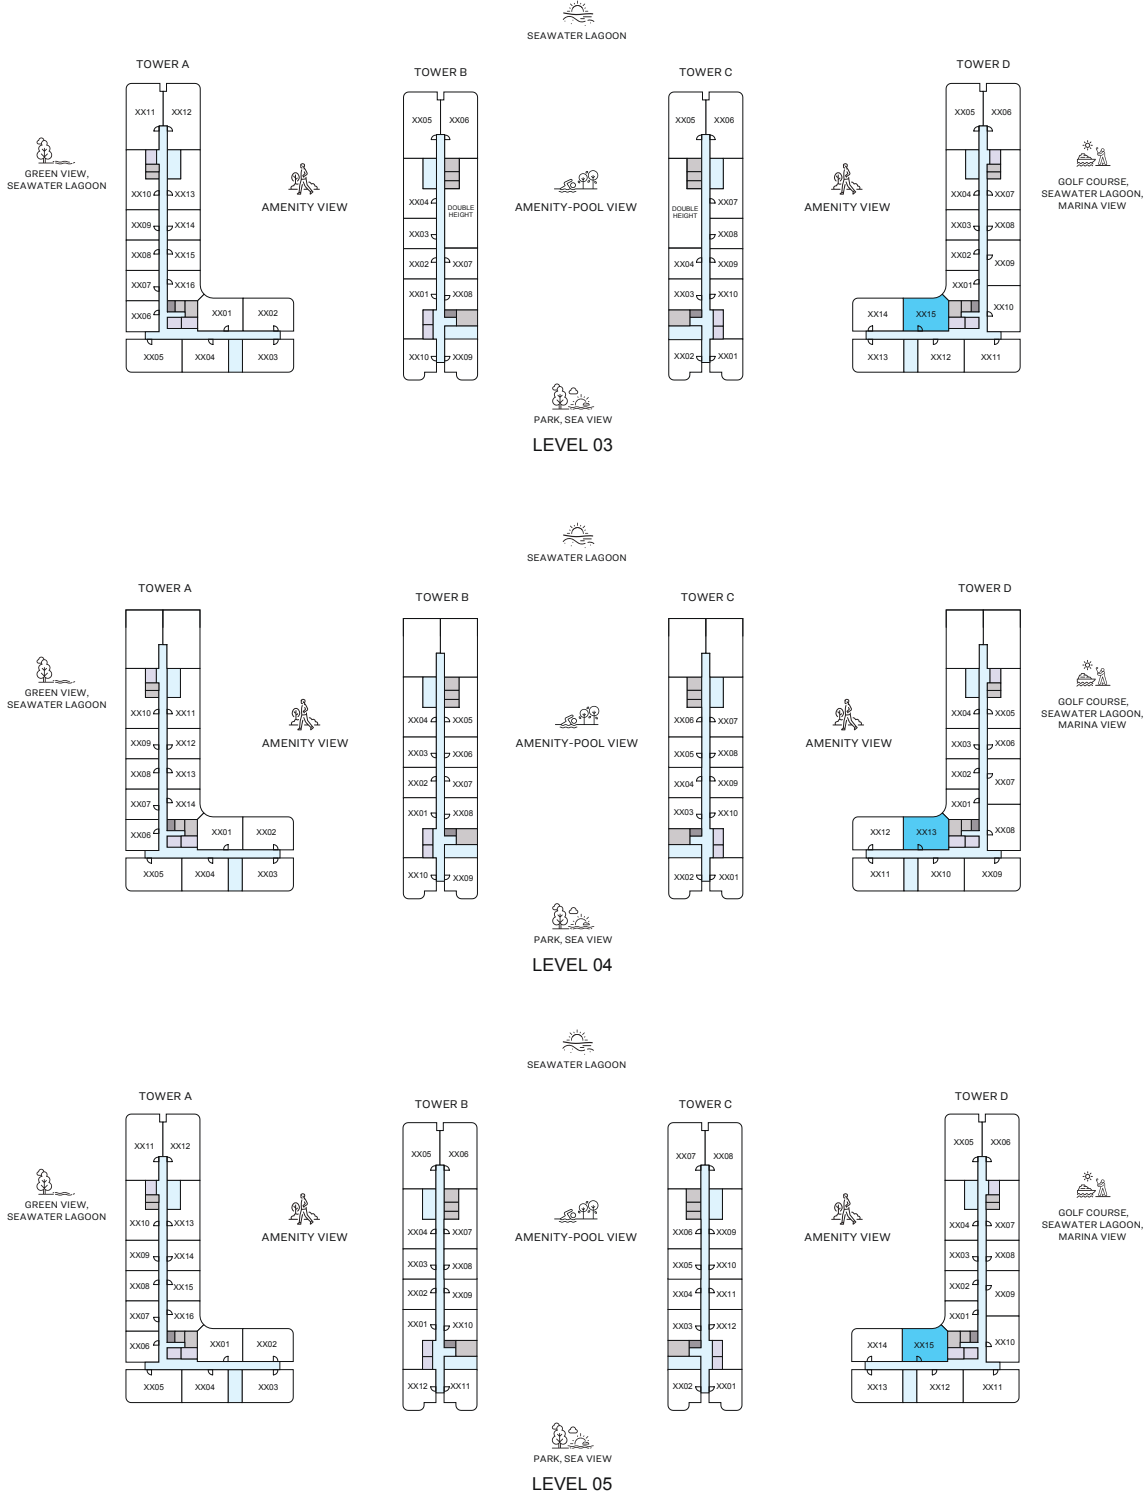 SEAWATER LAGOON
TOWER A
TOWER B
TOWER C
TOWER D
XX11 XX12
XX05 XX06
XX05 XX06
XX05 XX06
GREEN VIEW,
SEAWATER LAGOON
AMENITY VIEW
AMENITY-POOL VIEW
AMENITY VIEW
GOLF COURSE,
SEAWATER LAGOON,
MARINA VIEW
XX10 XX13
XX04 DOUBLE
HEIGHT
DOUBLE
HEIGHT XX07
XX04 XX07
XX09 XX14
XX03
XX08
XX03 XX08
XX08 XX15
XX02 XX07
XX04 XX09
XX02 XX09
XX07 XX16
XX01 XX08
XX03 XX10
XX01 XX10
XX06 XX01 XX02
XX14 XX15
XX05 XX04 XX03
XX10 XX09
XX02 XX01
XX13 XX12 XX11
PARK, SEA VIEW
LEVEL 03
SEAWATER LAGOON
TOWER A
TOWER B
TOWER C
TOWER D
GREEN VIEW,
SEAWATER LAGOON
AMENITY VIEW
AMENITY-POOL VIEW
AMENITY VIEW
GOLF COURSE,
SEAWATER LAGOON,
MARINA VIEW
XX10 XX11
XX04 XX05
XX06 XX07
XX04 XX05
XX09 XX12
XX03 XX06
XX05 XX08
XX03 XX06
XX08 XX13
XX02 XX07
XX04 XX09
XX02 XX07
XX07 XX14
XX01 XX08
XX03 XX10
XX01 XX08
XX06 XX01 XX02
XX12 XX13
XX05 XX04 XX03
XX10 XX09
XX02 XX01
XX11 XX10 XX09
PARK, SEA VIEW
LEVEL 04
SEAWATER LAGOON
TOWER A
TOWER B
TOWER C
TOWER D
XX11 XX12
XX05 XX06
XX07 XX08
XX05 XX06
GREEN VIEW,
SEAWATER LAGOON
AMENITY VIEW
AMENITY-POOL VIEW
AMENITY VIEW
GOLF COURSE,
SEAWATER LAGOON,
MARINA VIEW
XX10 XX13
XX04 XX07
XX06 XX09
XX04 XX07
XX09 XX14
XX03 XX08
XX05 XX10
XX03 XX08
XX08 XX15
XX02 XX09
XX04 XX11
XX02 XX09
XX07 XX16
XX01 XX10
XX03 XX12
XX01 XX10
XX06 XX01 XX02
XX14 XX15
XX05 XX04 XX03
XX12 XX11
XX02 XX01
XX13 XX12 XX11
PARK, SEA VIEW
LEVEL 05